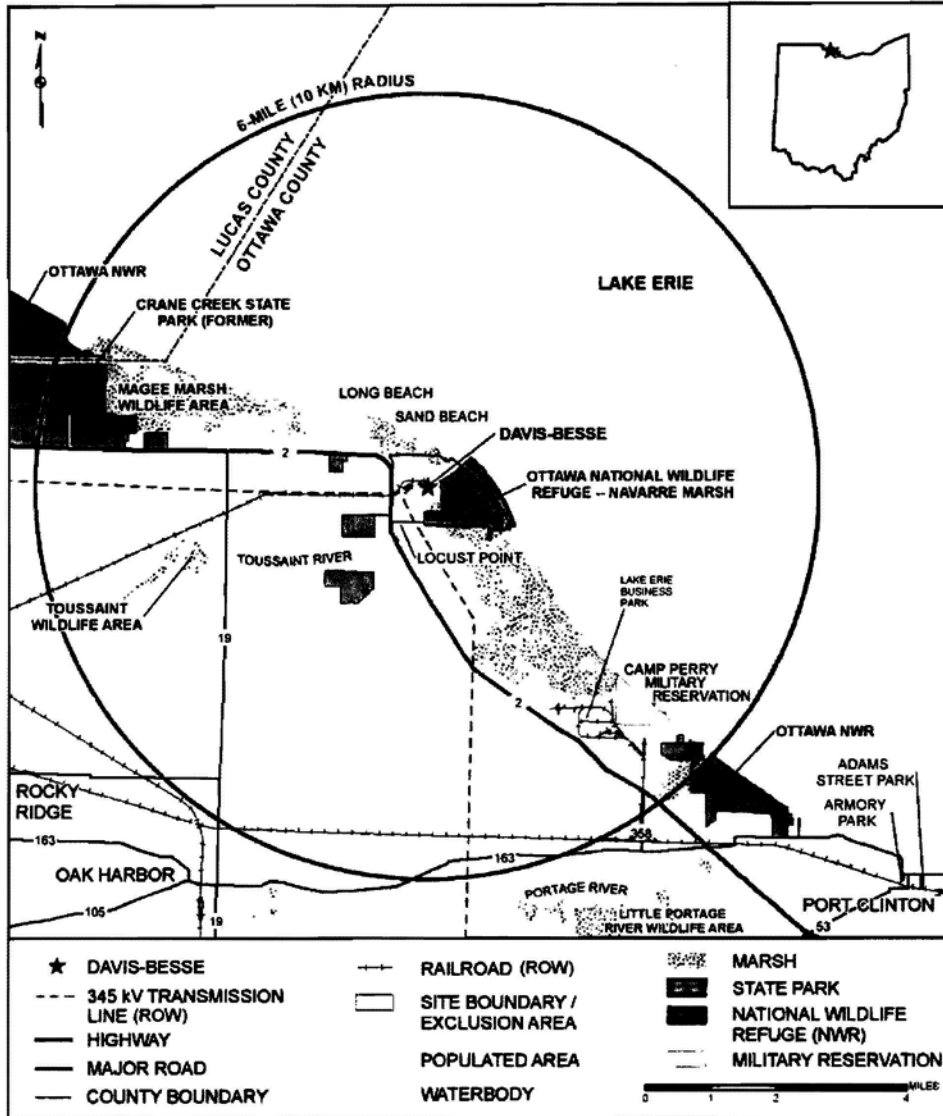 N
6-MILE (10 KM) RADIUS
LUCAS COUNTY
OTTAWA COUNTY
LAKE ERIE
OTTAWA NWR
CRANE CREEK STATE
PARK (FORMER)
MAGEE MARSH
WILDLIFE AREA
LONG BEACH
SAND BEACH
DAVIS-BESSE
2
OTTAWA NATIONAL WILDLIFE
REFUGE -- NAVARRE MARSH
LOCUST POINT
TOUSSAINT RIVER
TOUSSAINT
WILDLIFE AREA
19
LAKE ERIE
BUSINESS
PARK
CAMP PERRY
MILITARY
RESERVATION
2
OTTAWA NWR
ADAMS
STREET PARK
ARMORY
PARK
ROCKY
RIDGE
163
OAK HARBOR
163
358
105
19
PORTAGE RIVER
LITTLE PORTAGE
RIVER WILDLIFE AREA
PORT CLINTON
53
DAVIS-BESSE
345 kV TRANSMISSION
LINE (ROW)
HIGHWAY
MAJOR ROAD
COUNTY BOUNDARY
RAILROAD (ROW)
SITE BOUNDARY /
EXCLUSION AREA
POPULATED AREA
WATERBODY
MARSH
STATE PARK
NATIONAL WILDLIFE
REFUGE (NWR)
MILITARY RESERVATION
MILES
0 1 2 4